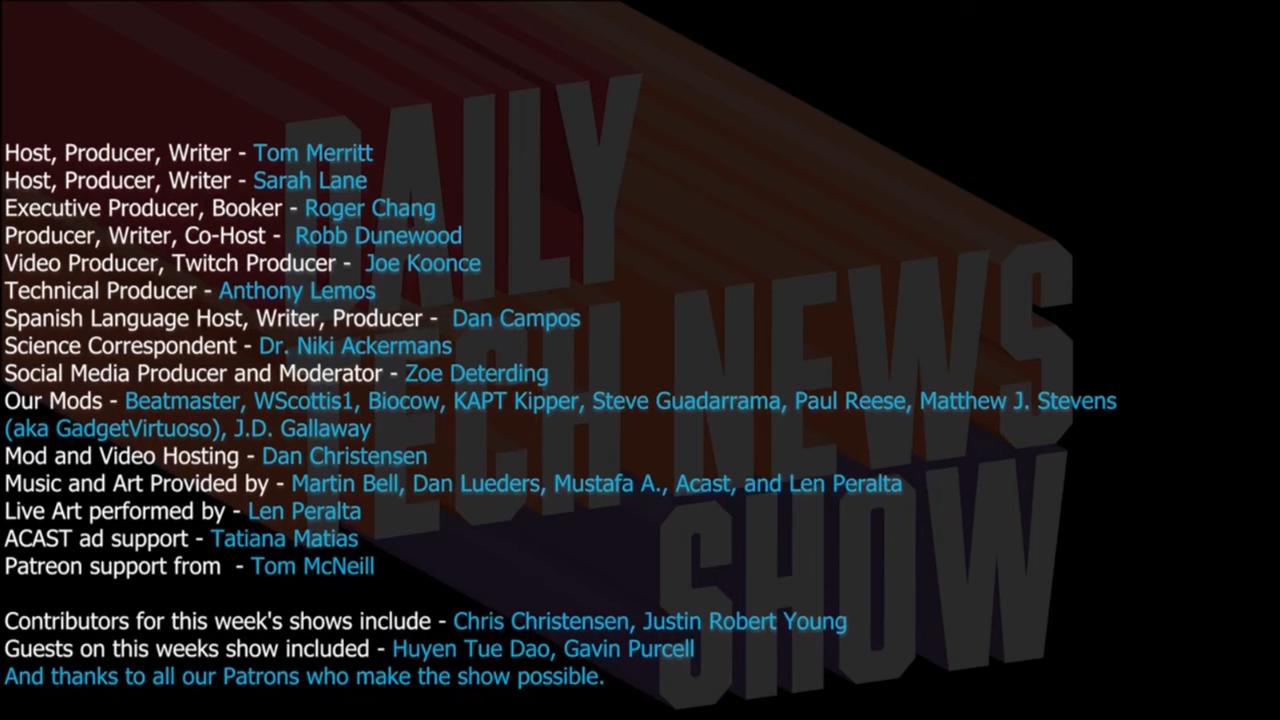 DAILY
TECH NEWS
SHOW
Host, Producer, Writer - Tom Merritt
Host, Producer, Writer - Sarah Lane
Executive Producer, Booker - Roger Chang
Producer, Writer, Co-Host -  Robb Dunewood
Video Producer, Twitch Producer -  Joe Koonce
Technical Producer - Anthony Lemos
Spanish Language Host, Writer, Producer -  Dan Campos
Science Correspondent - Dr. Niki Ackermans
Social Media Producer and Moderator - Zoe Deterding
Our Mods - Beatmaster, WScottis1, Biocow, KAPT Kipper, Steve Guadarrama, Paul Reese, Matthew J. Stevens
(aka GadgetVirtuoso), J.D. Gallaway
Mod and Video Hosting - Dan Christensen
Music and Art Provided by - Martin Bell, Dan Lueders, Mustafa A., Acast, and Len Peralta
Live Art performed by - Len Peralta
ACAST ad support - Tatiana Matias
Patreon support from  - Tom McNeill
Contributors for this week's shows include - Chris Christensen, Justin Robert Young
Guests on this weeks show included - Huyen Tue Dao, Gavin Purcell
And thanks to all our Patrons who make the show possible.